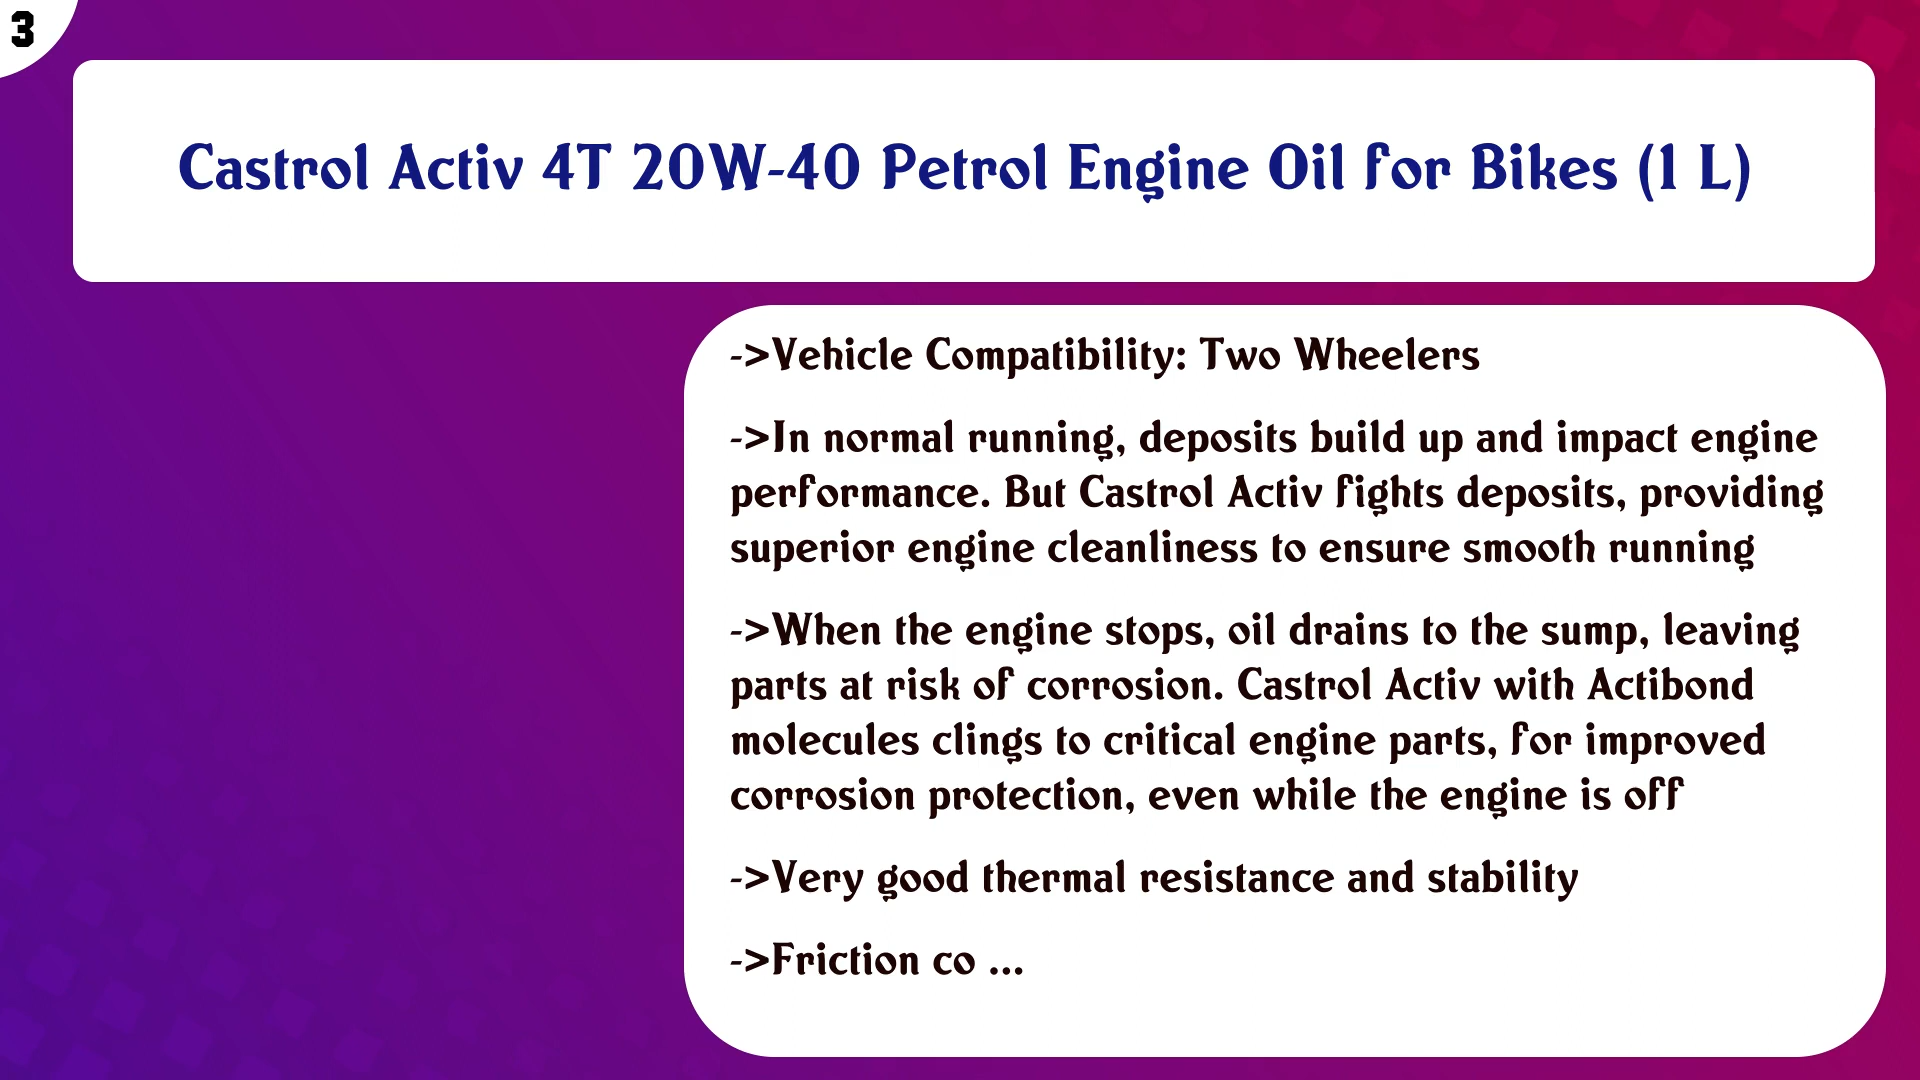 3
Castrol Activ 4T 20W-40 Petrol Engine Oil for Bikes (1 L)
->Vehicle Compatibility: Two Wheelers
->In normal running, deposits build up and impact engine
performance. But Castrol Activ fights deposits, providing
superior engine cleanliness to ensure smooth running
->When the engine stops, oil drains to the sump, leaving
parts at risk of corrosion. Castrol Activ with Actibond
molecules clings to critical engine parts, for improved
corrosion protection, even while the engine is off
->Very good thermal resistance and stability
->Friction co ...